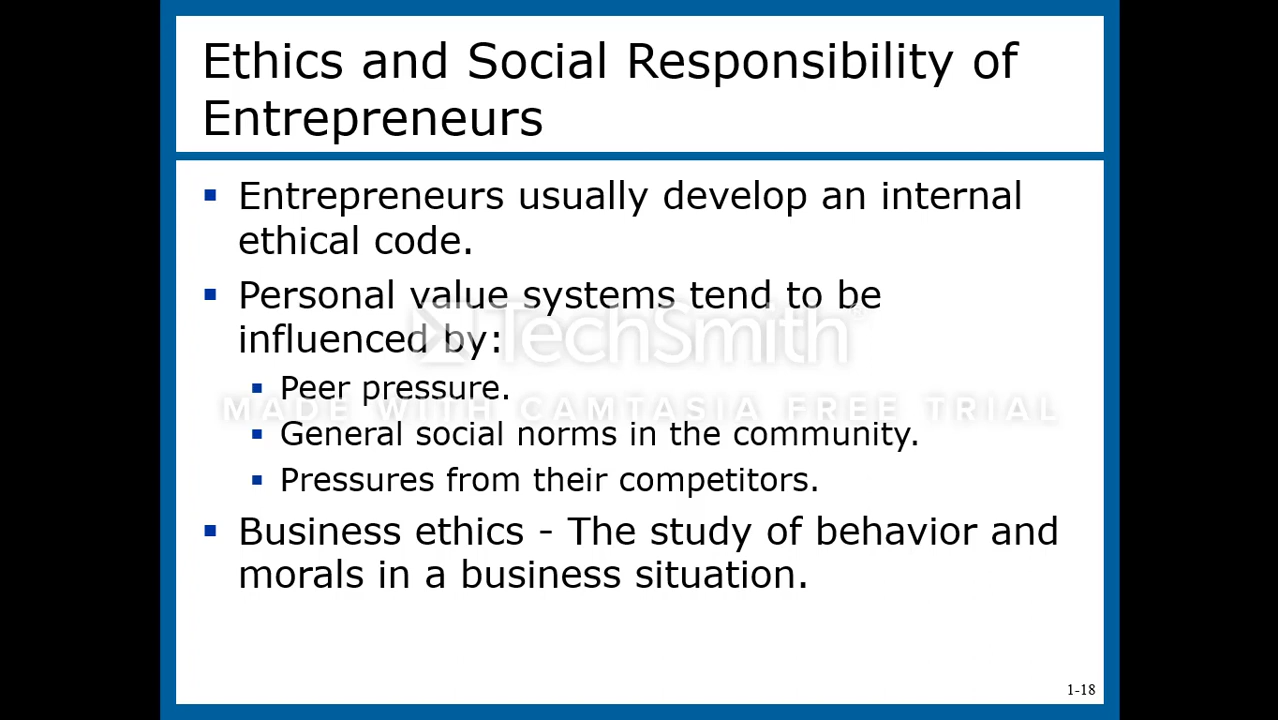 Ethics and Social Responsibility of
Entrepreneurs
▪ Entrepreneurs usually develop an internal
ethical code.
▪ Personal value systems tend to be
influenced by:
▪ Peer pressure.
▪ General social norms in the community.
▪ Pressures from their competitors.
▪ Business ethics - The study of behavior and
morals in a business situation.
TechSmith®
MADE WITH CAMTASIA FREE TRIAL
1-18